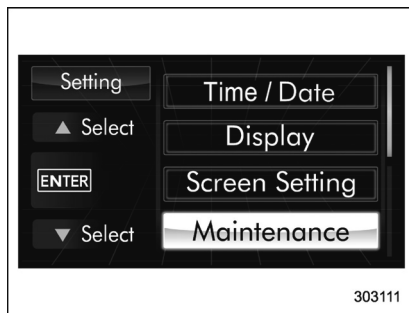 Setting
▲ Select
ENTER
▼ Select
Time / Date
Display
Screen Setting
Maintenance
303111